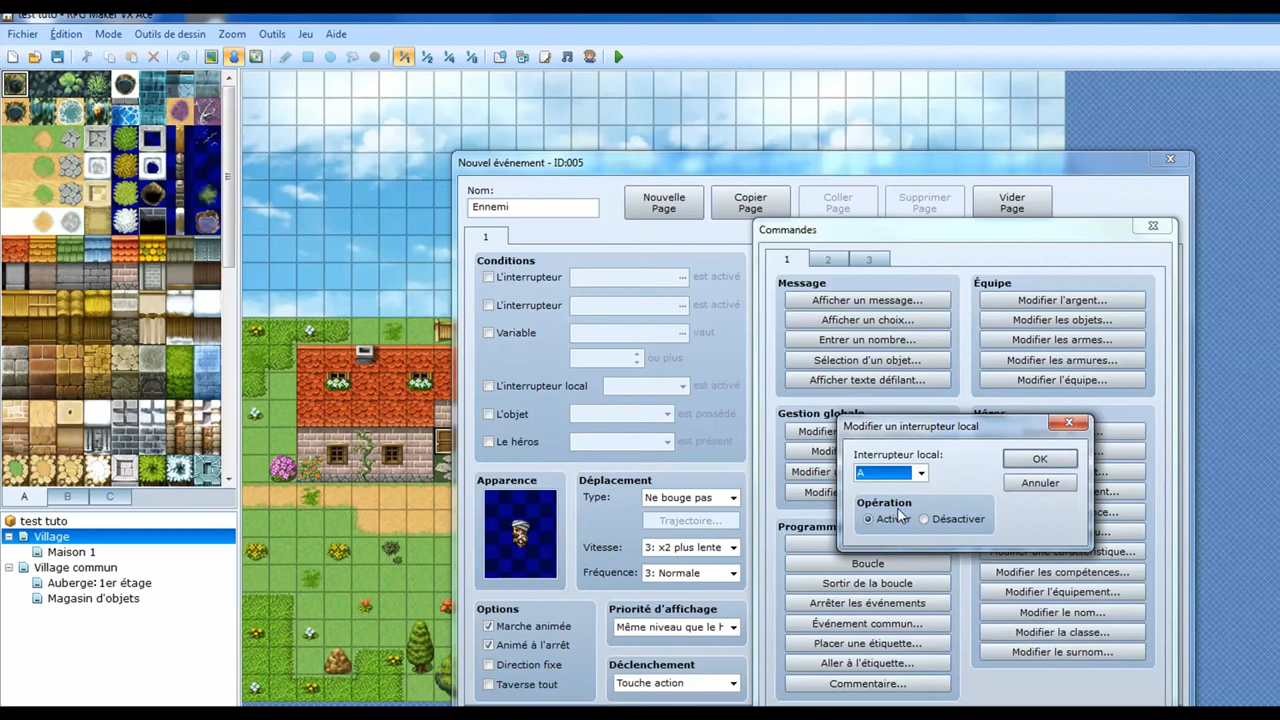 test tuto - RPG Maker VX Ace
Fichier Édition Mode Outils de dessin Zoom Outils Jeu Aide
Nouvel événement - ID:005
Nom:
Ennemi
Nouvelle Page
Copier Page
Coller Page
Supprimer Page
Vider Page
1
Conditions
L'interrupteur ... est activé
L'interrupteur ... est activé
Variable ... vaut
ou plus
L'interrupteur local est activé
L'objet est possédé
Le héros est présent
Apparence
Déplacement
Type: Ne bouge pas
Trajectoire...
Vitesse: 3: x2 plus lente
Fréquence: 3: Normale
Options
Marche animée
Animé à l'arrêt
Direction fixe
Traverse tout
Priorité d'affichage
Même niveau que le h
Déclenchement
Touche action
Commandes
1 2 3
Message
Afficher un message...
Afficher un choix...
Entrer un nombre...
Sélection d'un objet...
Afficher texte défilant...
Équipe
Modifier l'argent...
Modifier les objets...
Modifier les armes...
Modifier les armures...
Modifier l'équipe...
Gestion globale
Modifier un interrupteur local
Interrupteur local:
A
OK
Annuler
Opération
Activer Désactiver
Programm
Boucle
Sortir de la boucle
Arrêter les événements
Événement commun...
Placer une étiquette...
Aller à l'étiquette...
Commentaire...
Modifier une caractéristique...
Modifier les compétences...
Modifier l'équipement...
Modifier le nom...
Modifier la classe...
Modifier le surnom...
A B C
test tuto
Village
Maison 1
Village commun
Auberge: 1er étage
Magasin d'objets